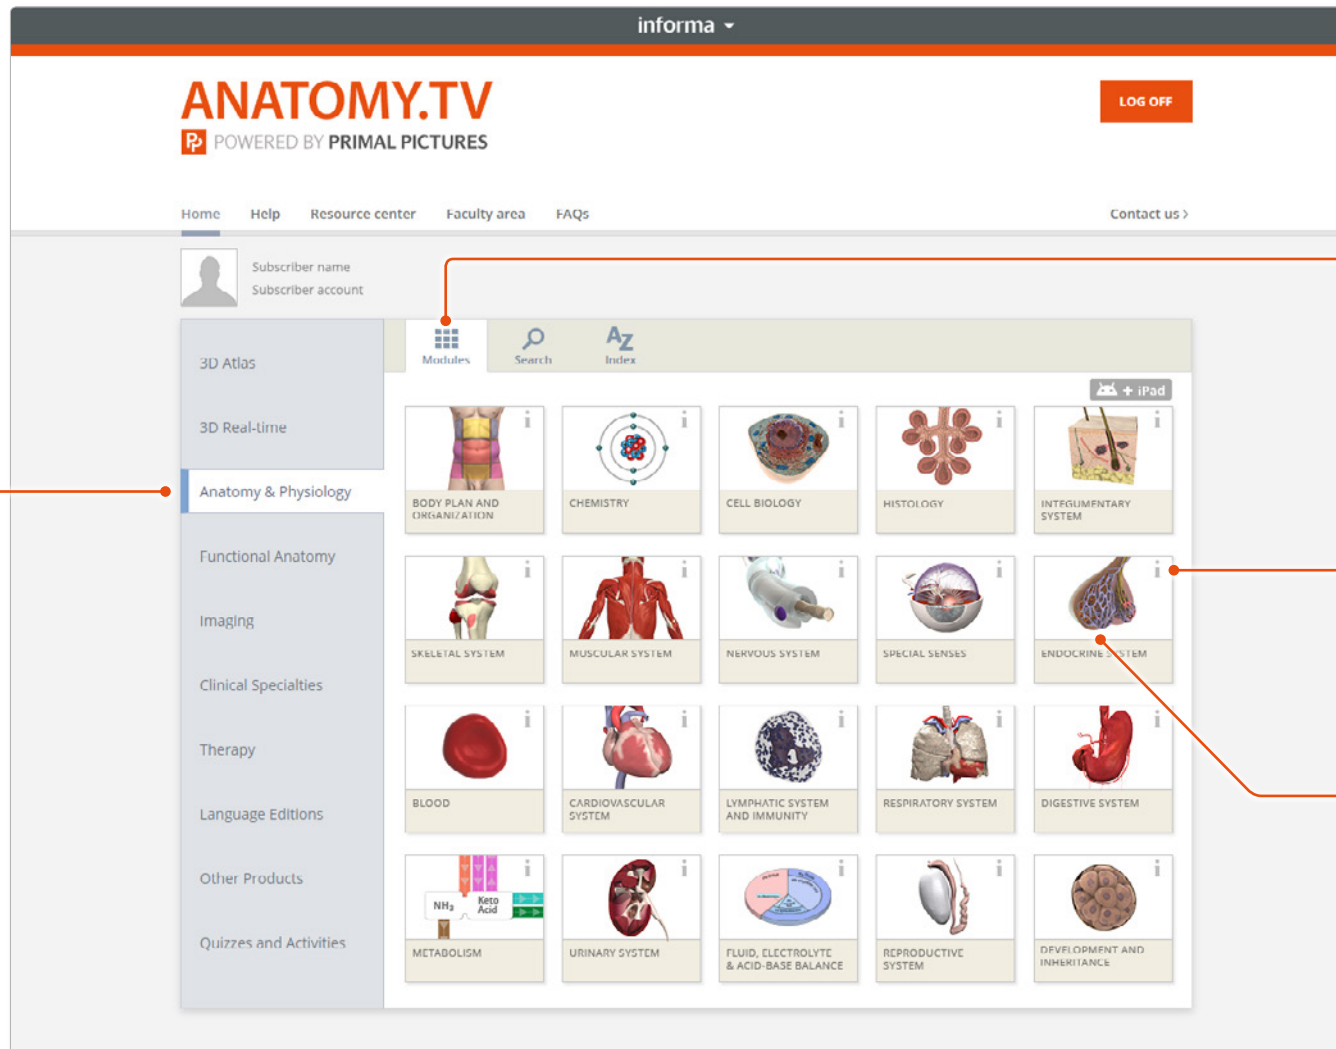 informa
LOG OFF
ANATOMY.TV
POWERED BY PRIMAL PICTURES
Home Help Resource center Faculty area FAQs Contact us
Subscriber name
Subscriber account
3D Atlas
3D Real-time
Anatomy & Physiology
Functional Anatomy
Imaging
Clinical Specialties
Therapy
Language Editions
Other Products
Quizzes and Activities
Modules Search AZ Index
+ iPad
BODY PLAN AND
ORGANIZATION
CHEMISTRY
CELL BIOLOGY
HISTOLOGY
INTEGUMENTARY
SYSTEM
SKELETAL SYSTEM
MUSCULAR SYSTEM
NERVOUS SYSTEM
SPECIAL SENSES
ENDOCRINE SYSTEM
BLOOD
CARDIOVASCULAR
SYSTEM
LYMPHATIC SYSTEM
AND IMMUNITY
RESPIRATORY SYSTEM
DIGESTIVE SYSTEM
NH3
Keto
Acid
METABOLISM
URINARY SYSTEM
FLUID, ELECTROLYTE
& ACID-BASE BALANCE
REPRODUCTIVE
SYSTEM
DEVELOPMENT AND
INHERITANCE